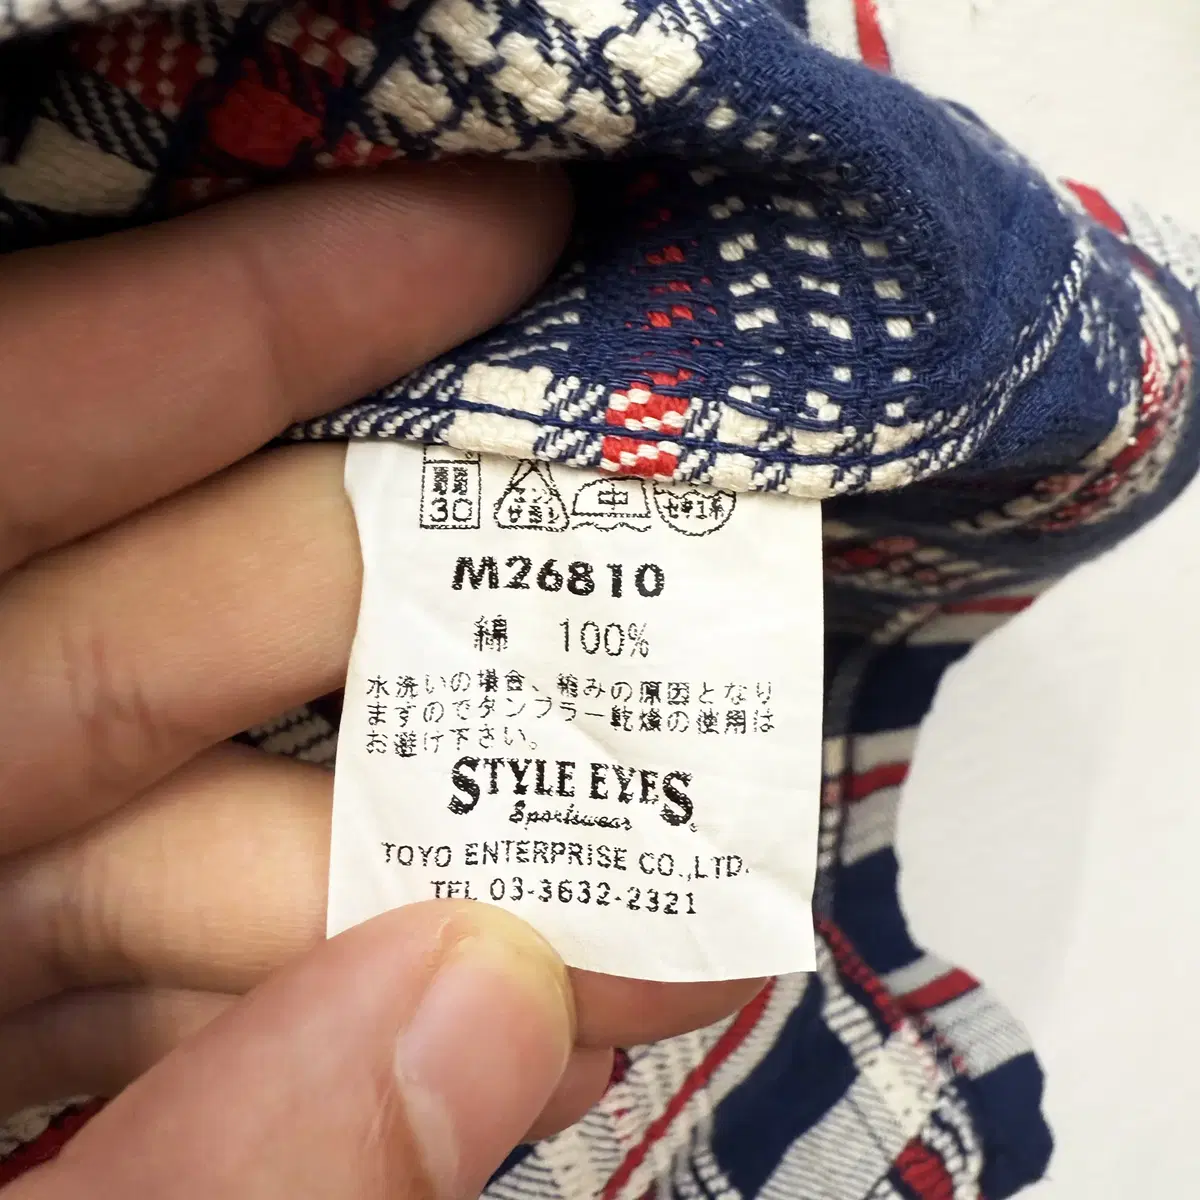 30
中
M26810
綿 100%
水洗いの場合、縮みの原因となり
ますのでタンブラー乾燥の使用は
お避け下さい。
STYLE EYES
Sportswear
TOYO ENTERPRISE CO.,LTD.
TEL 03-3632-2321